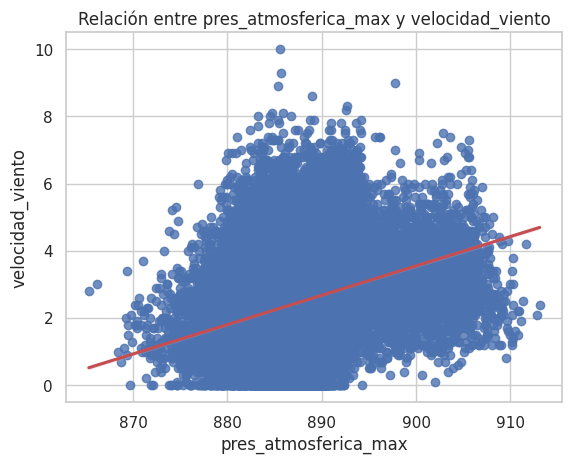 Relación entre pres_atmosferica_max y velocidad_viento
10
8
6
4
2
0
velocidad_viento
870 880 890 900 910
pres_atmosferica_max